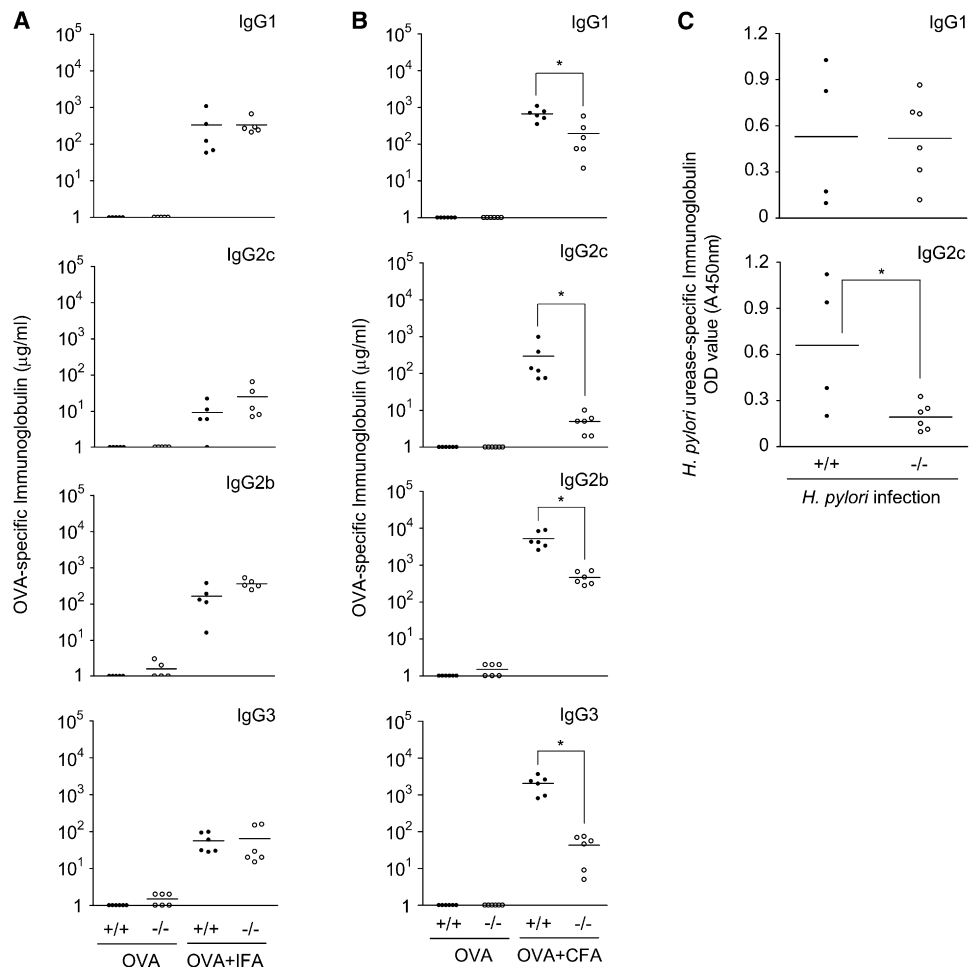 A
OVA-specific Immunoglobulin (µg/ml)
IgG1
10^5
10^4
10^3
10^2
10^1
1
IgG2c
10^5
10^4
10^3
10^2
10^1
1
IgG2b
10^5
10^4
10^3
10^2
10^1
1
IgG3
10^5
10^4
10^3
10^2
10^1
1
+/+ -/- +/+ -/-
OVA OVA+IFA
B
OVA-specific Immunoglobulin (µg/ml)
IgG1
10^5
10^4
*
10^3
10^2
10^1
1
IgG2c
10^5
10^4
*
10^3
10^2
10^1
1
IgG2b
10^5
*
10^4
10^3
10^2
10^1
1
IgG3
10^5
*
10^4
10^3
10^2
10^1
1
+/+ -/- +/+ -/-
OVA OVA+CFA
C
H. pylori urease-specific Immunoglobulin
OD value (A450nm)
IgG1
1.2
0.9
0.6
0.3
0
IgG2c
1.2
*
0.9
0.6
0.3
0
+/+ -/-
H. pylori infection